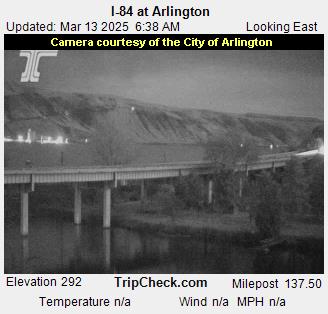 I-84 at Arlington
Updated: Mar 13 2025 6:38 AM Looking East
Camera courtesy of the City of Arlington
Elevation 292 TripCheck.com Milepost 137.50
Temperature n/a Wind n/a MPH n/a